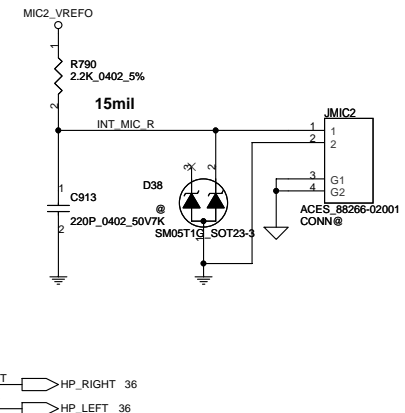 MIC2_VREFO
1
R790
2.2K_0402_5%
2
15mil
INT_MIC_R
JMIC2
1 1
2 2
3 G1
4 G2
ACES_88266-02001
CONN@
1
C913
2
220P_0402_50V7K
D38
@
3 2
1
SM05T1G_SOT23-3
T
HP_RIGHT 36
HP_LEFT 36